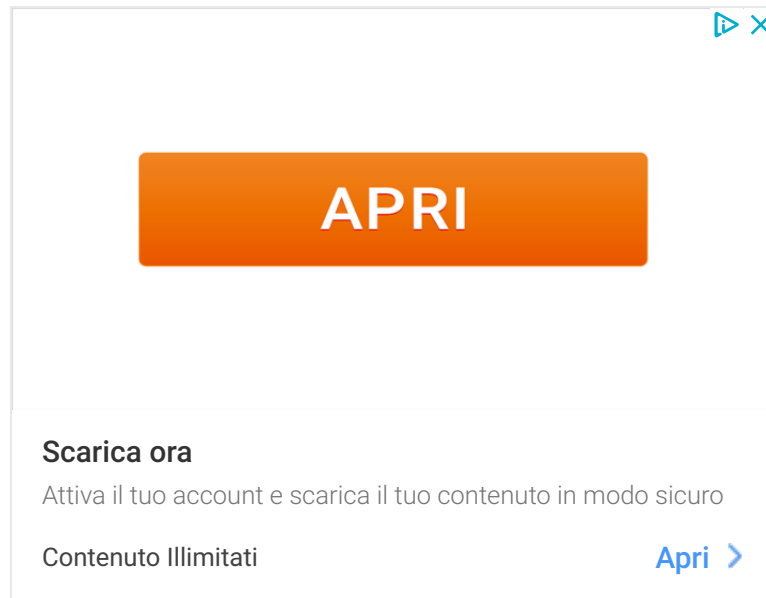 APRI
Scarica ora
Attiva il tuo account e scarica il tuo contenuto in modo sicuro
Contenuto Illimitati
Apri